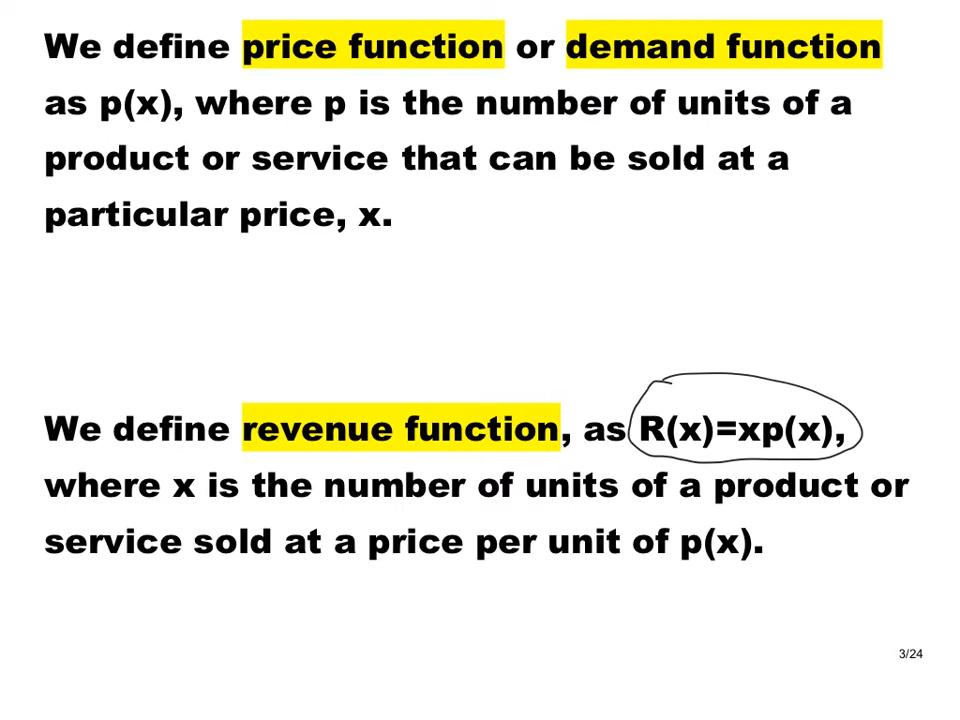 We define price function or demand function
as p(x), where p is the number of units of a
product or service that can be sold at a
particular price, x.
We define revenue function, as R(x)=xp(x),
where x is the number of units of a product or
service sold at a price per unit of p(x).
3/24